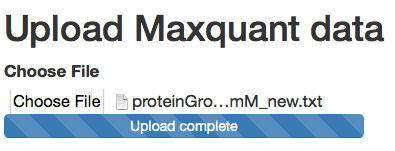 Upload Maxquant data
Choose File
Choose File proteinGro…mM_new.txt
Upload complete